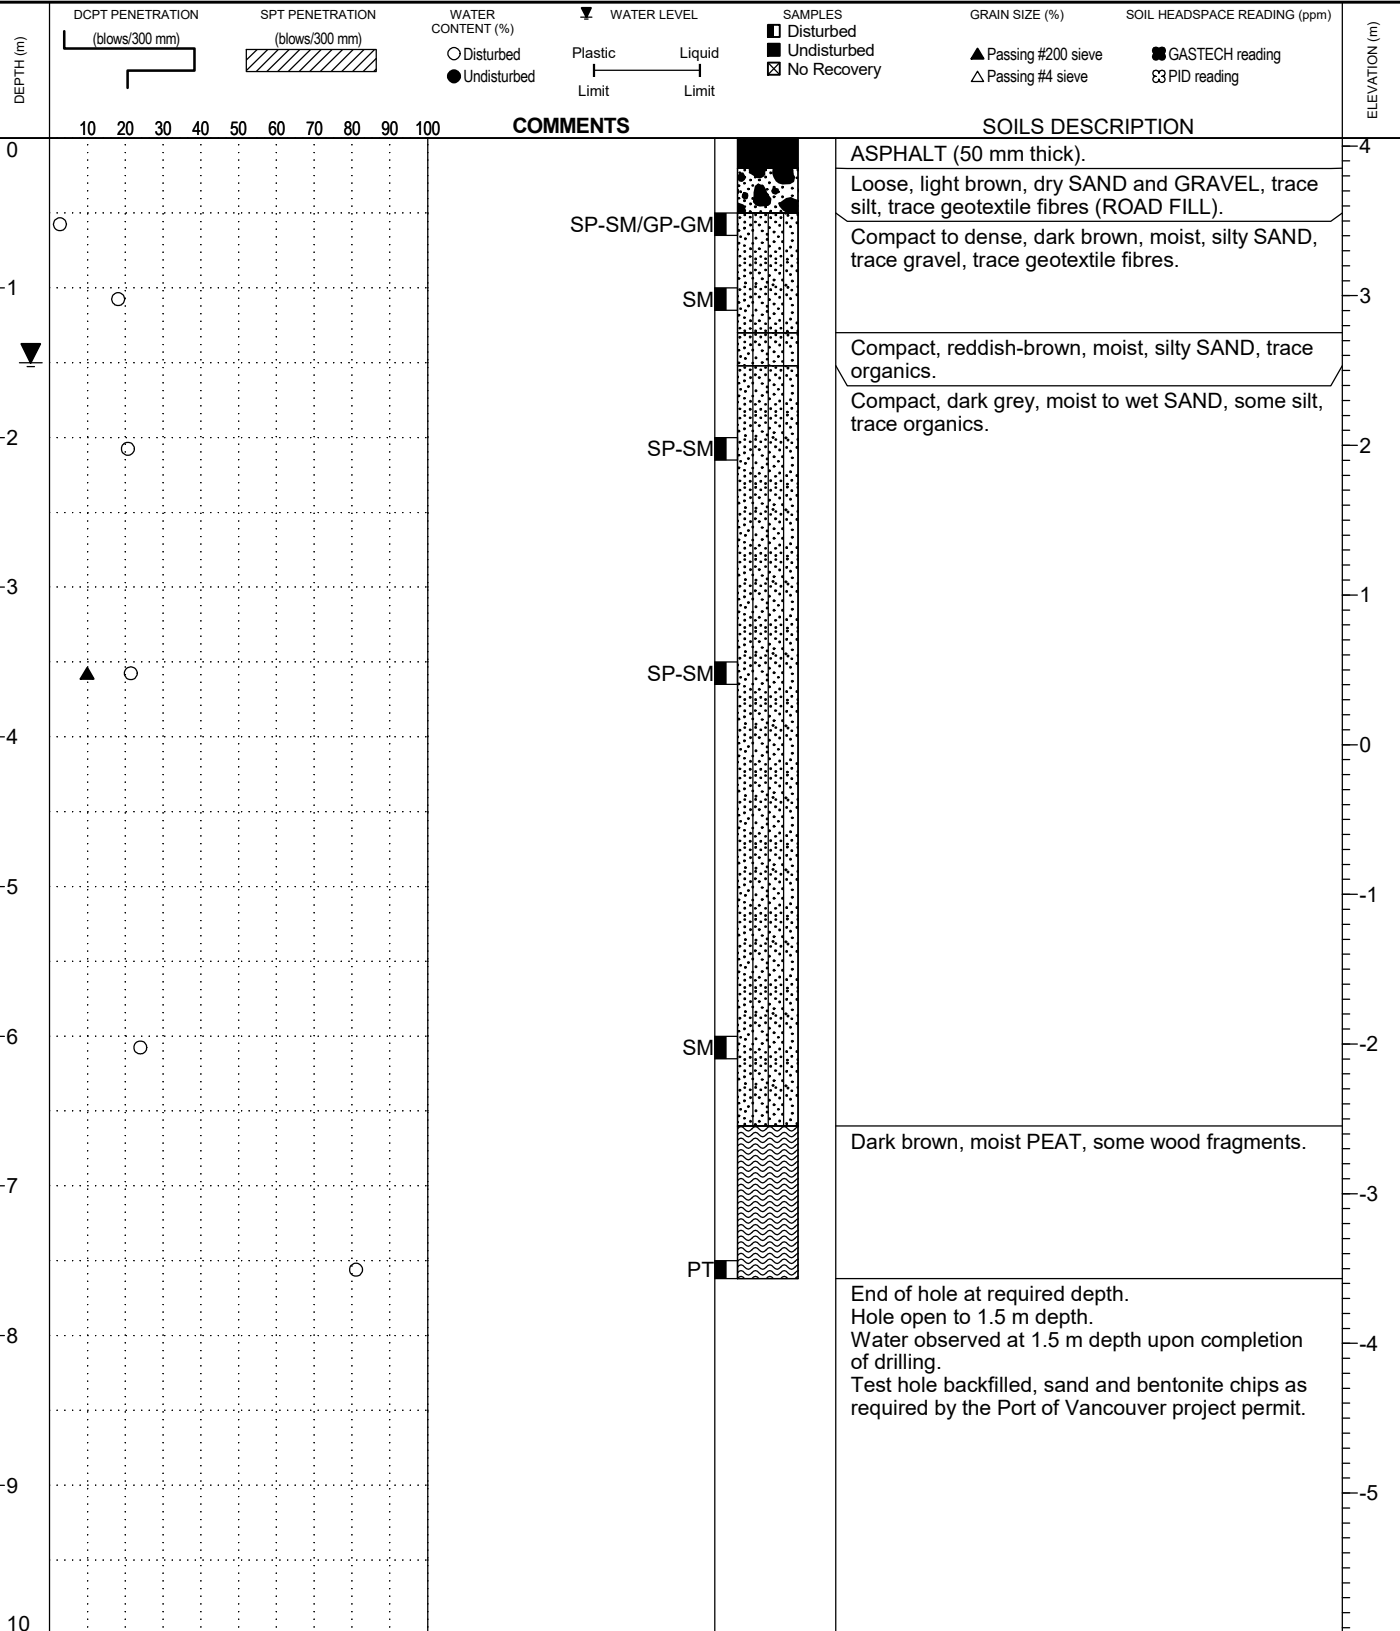 DCPT PENETRATION
(blows/300 mm)
SPT PENETRATION
(blows/300 mm)
WATER
CONTENT (%)
Disturbed
Undisturbed
WATER LEVEL
Plastic Liquid
Limit Limit
SAMPLES
Disturbed
Undisturbed
No Recovery
GRAIN SIZE (%)
Passing #200 sieve
Passing #4 sieve
SOIL HEADSPACE READING (ppm)
GASTECH reading
PID reading
DEPTH (m)
ELEVATION (m)
10 20 30 40 50 60 70 80 90 100
COMMENTS
SOILS DESCRIPTION
0
1
2
3
4
5
6
7
8
9
10
SP-SM/GP-GM
SM
SP-SM
SP-SM
SM
PT
ASPHALT (50 mm thick).
Loose, light brown, dry SAND and GRAVEL, trace
silt, trace geotextile fibres (ROAD FILL).
Compact to dense, dark brown, moist, silty SAND,
trace gravel, trace geotextile fibres.
Compact, reddish-brown, moist, silty SAND, trace
organics.
Compact, dark grey, moist to wet SAND, some silt,
trace organics.
Dark brown, moist PEAT, some wood fragments.
End of hole at required depth.
Hole open to 1.5 m depth.
Water observed at 1.5 m depth upon completion
of drilling.
Test hole backfilled, sand and bentonite chips as
required by the Port of Vancouver project permit.
4
3
2
1
0
-1
-2
-3
-4
-5